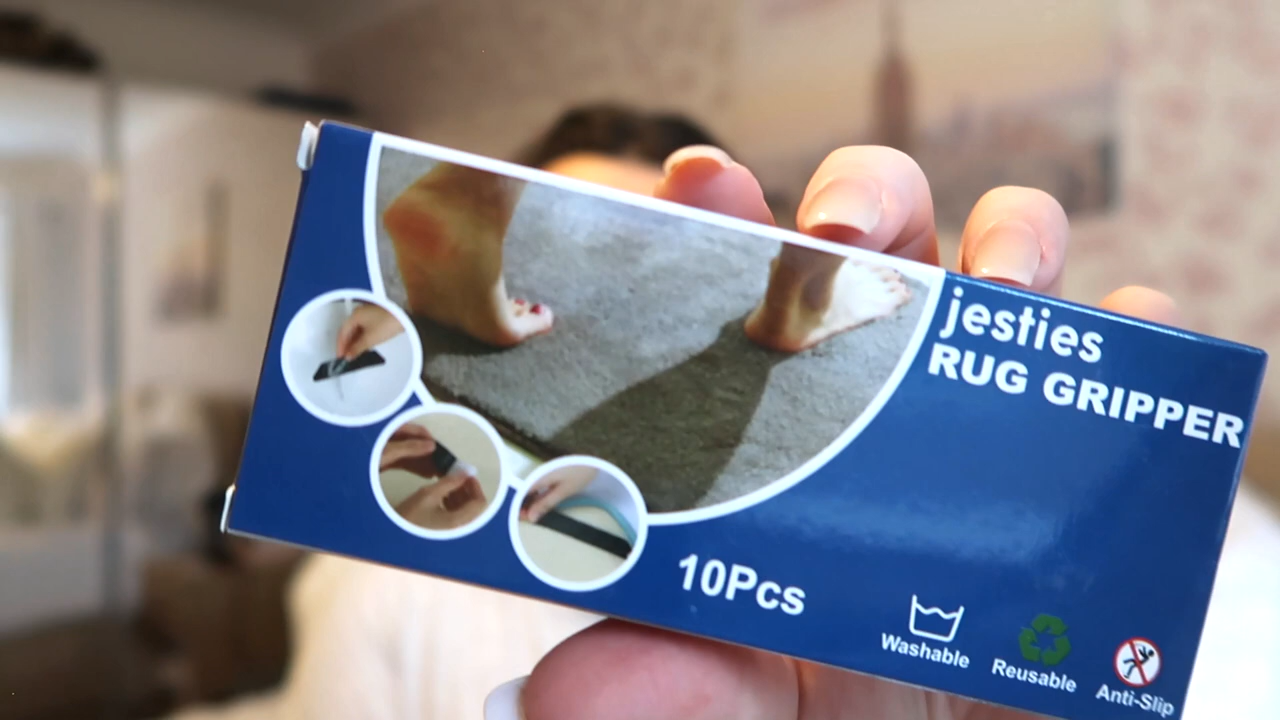 jesties
RUG GRIPPER
10Pcs
Washable
Reusable
Anti-Slip